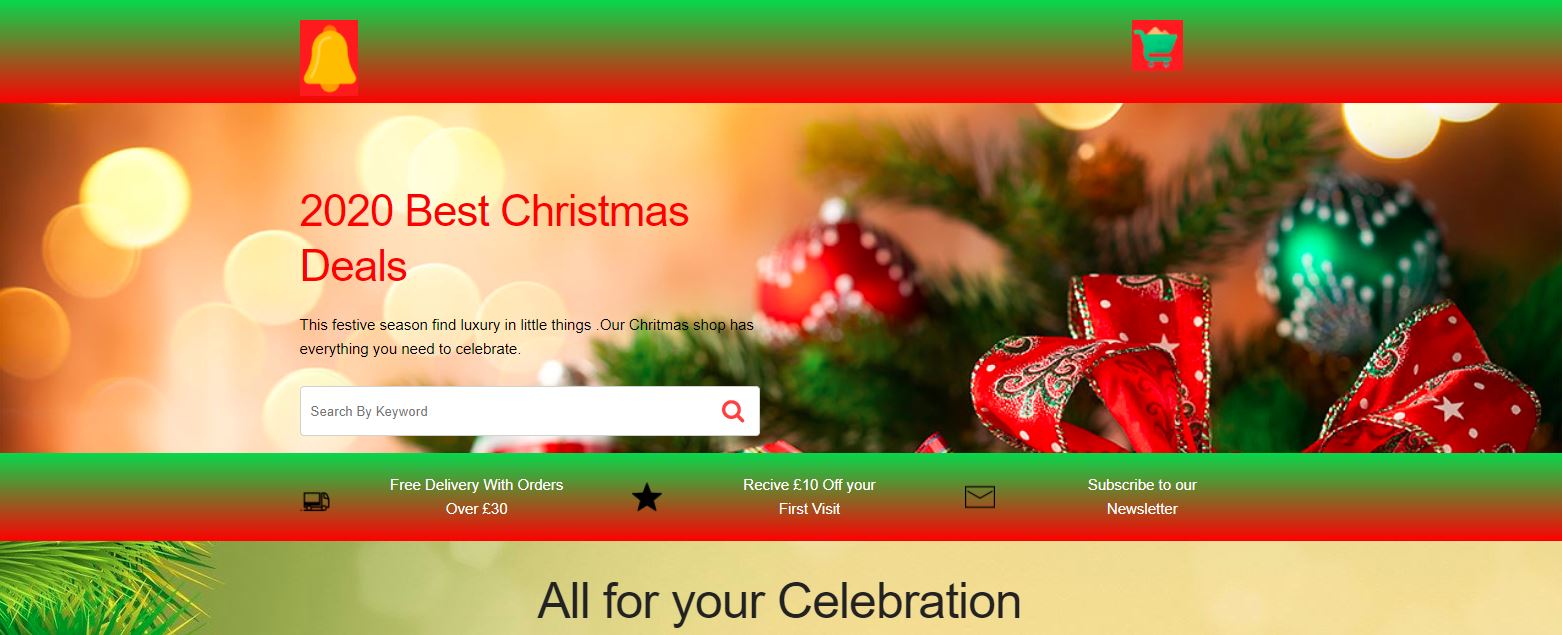 2020 Best Christmas
Deals
This festive season find luxury in little things .Our Chritmas shop has
everything you need to celebrate.
Search By Keyword
Free Delivery With Orders
Over £30
Recive £10 Off your
First Visit
Subscribe to our
Newsletter
All for your Celebration